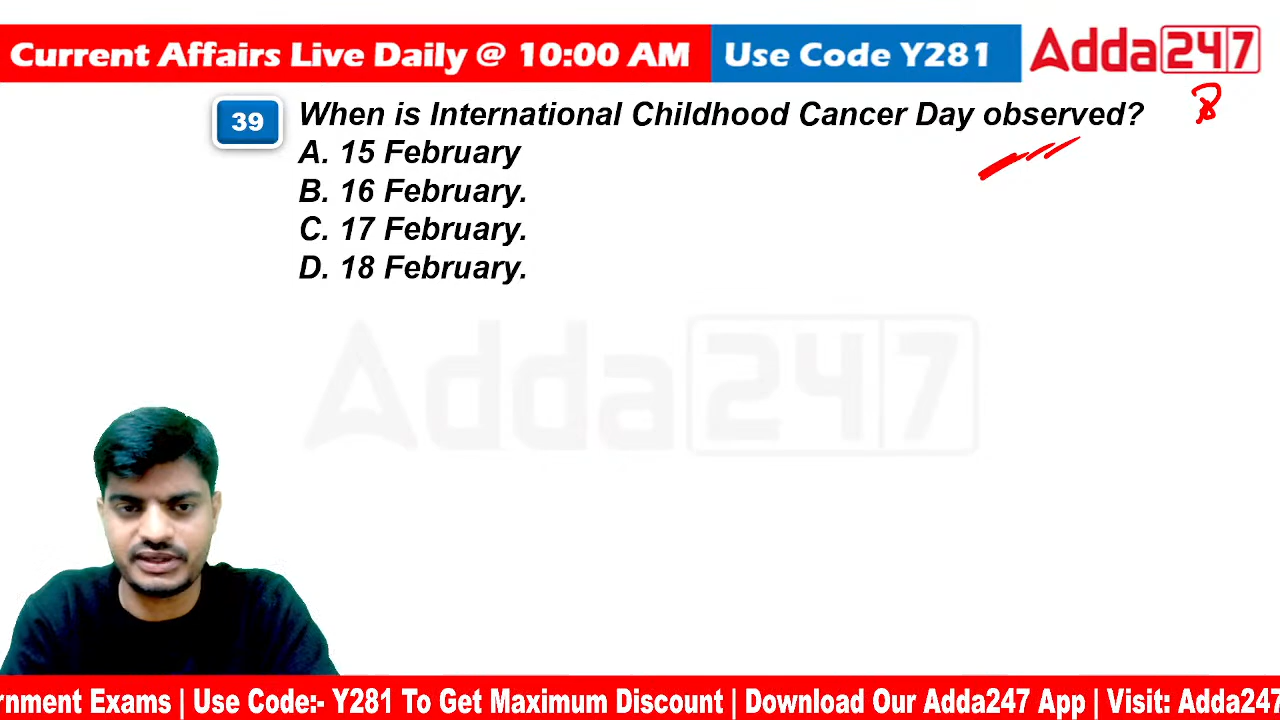 Current Affairs Live Daily @ 10:00 AM Use Code Y281 Adda247
39 When is International Childhood Cancer Day observed?
A. 15 February
B. 16 February.
C. 17 February.
D. 18 February.
Adda247
rnment Exams | Use Code:- Y281 To Get Maximum Discount | Download Our Adda247 App | Visit: Adda247